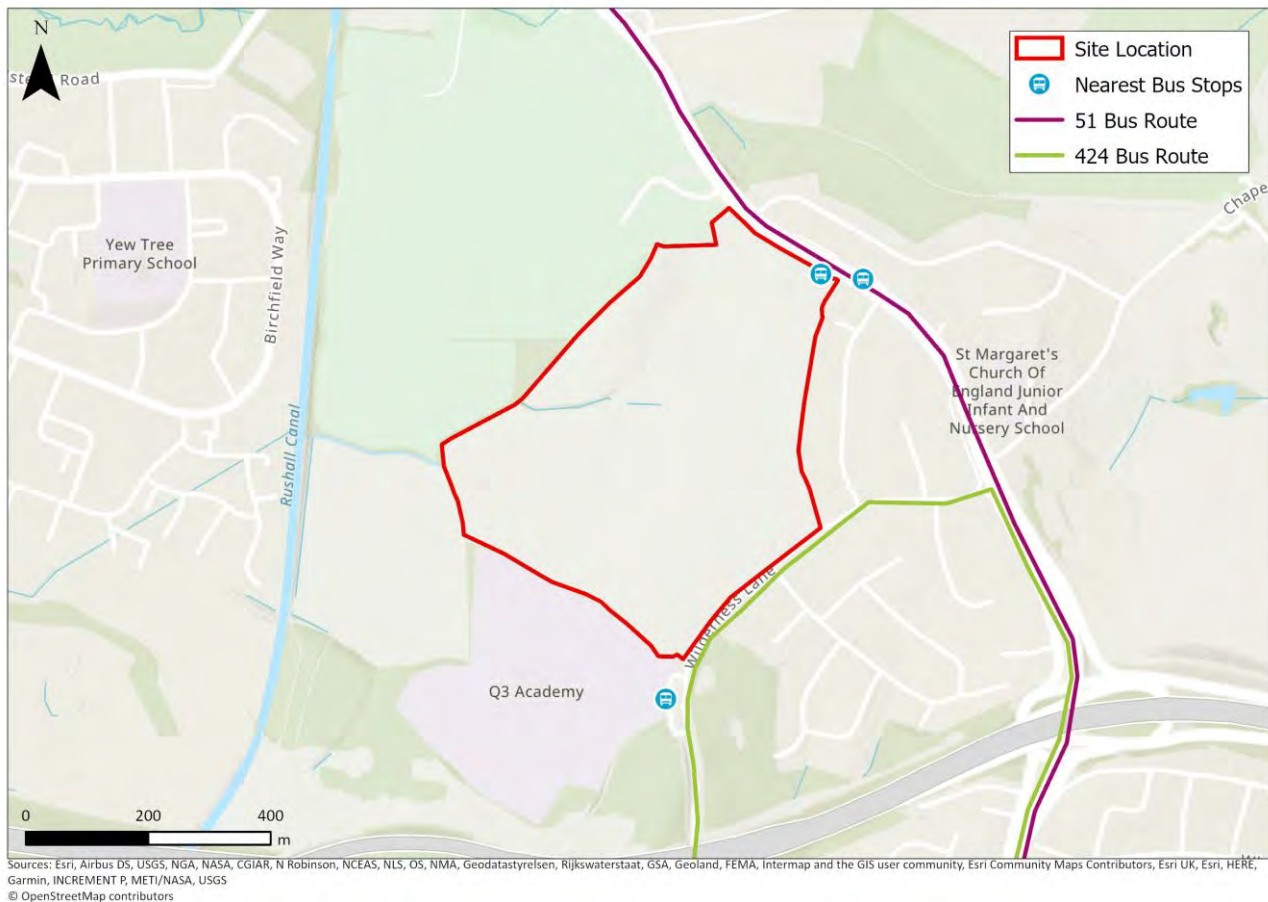 N
Road
Yew Tree
Primary School
Birchfield Way
Rushall Canal
Site Location
Nearest Bus Stops
51 Bus Route
424 Bus Route
Chape
St Margaret's
Church Of
England Junior
Infant And
Nursery School
Wilderness Lane
Q3 Academy
0 200 400
m
Sources: Esri, Airbus DS, USGS, NGA, NASA, CGIAR, N Robinson, NCEAS, NLS, OS, NMA, Geodatastyrelsen, Rijkswaterstaat, GSA, Geoland, FEMA, Intermap and the GIS user community, Esri Community Maps Contributors, Esri UK, Esri, HERE,
Garmin, INCREMENT P, METI/NASA, USGS
© OpenStreetMap contributors